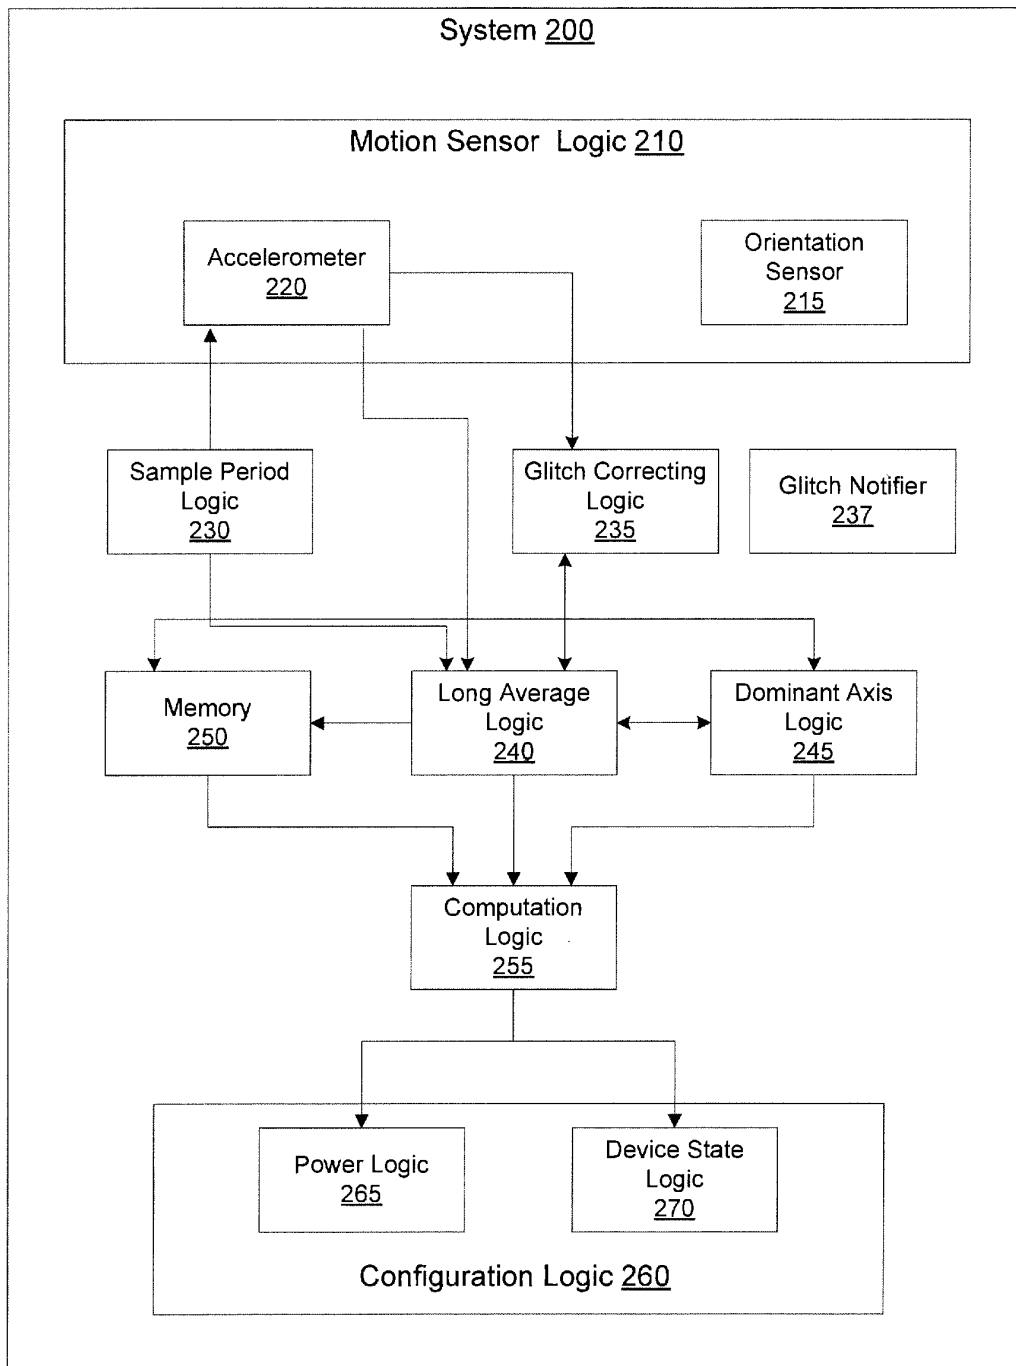 System 200
Motion Sensor Logic 210
Accelerometer
220
Orientation
Sensor
215
Sample Period
Logic
230
Glitch Correcting
Logic
235
Glitch Notifier
237
Memory
250
Long Average
Logic
240
Dominant Axis
Logic
245
Computation
Logic
255
Power Logic
265
Device State
Logic
270
Configuration Logic 260